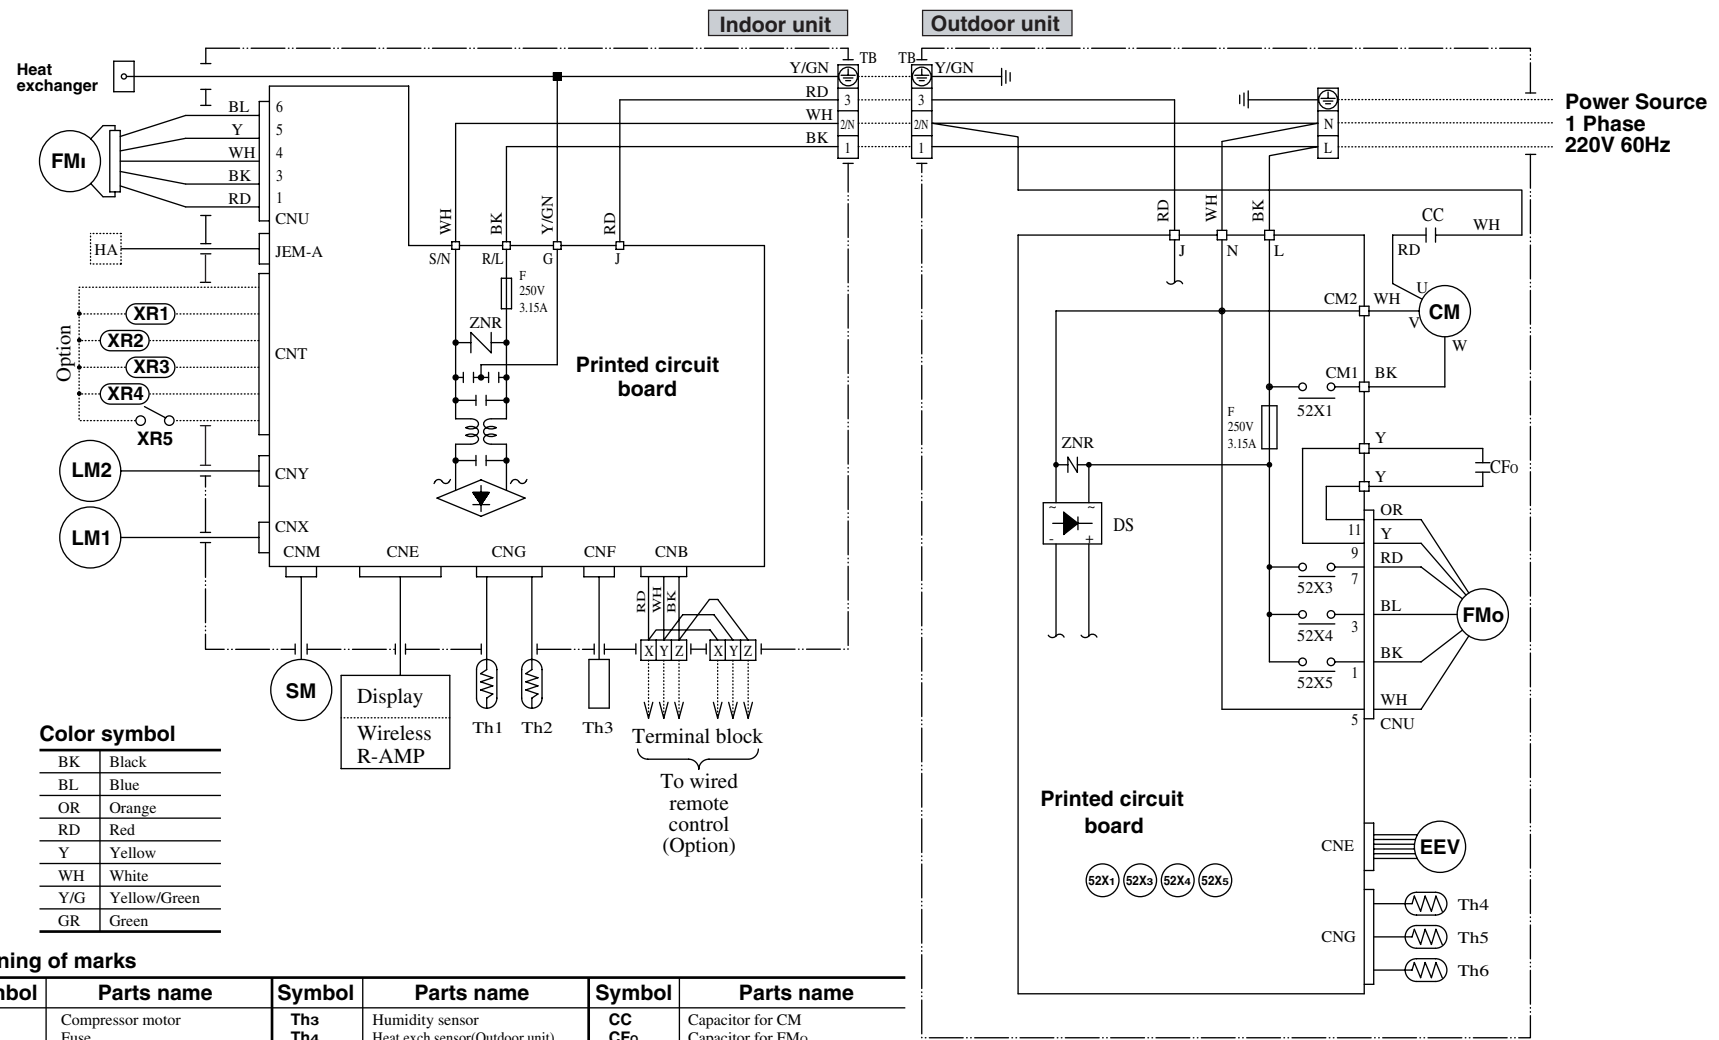 Indoor unit
Outdoor unit
Heat exchanger
Y/GN
TB
TB
Y/GN
RD
3
3
WH
2/N
2/N
BK
1
1
N
L
Power Source
1 Phase
220V 60Hz
FMI
BL
6
Y
5
WH
4
BK
3
RD
1
CNU
HA
JEM-A
Option
XR1
XR2
XR3
XR4
XR5
CNT
LM2
CNY
LM1
CNX
WH
BK
Y/GN
RD
S/N
R/L
G
J
F
250V
3.15A
ZNR
Printed circuit
board
CNM
CNE
CNG
CNF
CNB
RD
WH
BK
X Y Z
X Y Z
SM
Display
Wireless
R-AMP
Th1
Th2
Th3
Terminal block
To wired
remote
control
(Option)
RD
WH
BK
J
N
L
CC
WH
RD
U
CM2
WH
V
CM
W
CM1
BK
52X1
F
250V
3.15A
ZNR
DS
~
~
-
+
Y
CFO
Y
OR
11
Y
9
RD
7
52X3
BL
3
52X4
BK
1
52X5
WH
5
CNU
FMo
Printed circuit
board
52X1
52X3
52X4
52X5
CNE
EEV
CNG
Th4
Th5
Th6
Color symbol
BK Black
BL Blue
OR Orange
RD Red
Y Yellow
WH White
Y/G Yellow/Green
GR Green
ning of marks
nbol Parts name Symbol Parts name Symbol Parts name
Compressor motor Th3 Humidity sensor CC Capacitor for CM
Fuse Th4 Heat exch sensor(Outdoor unit) CFO Capacitor for FMo